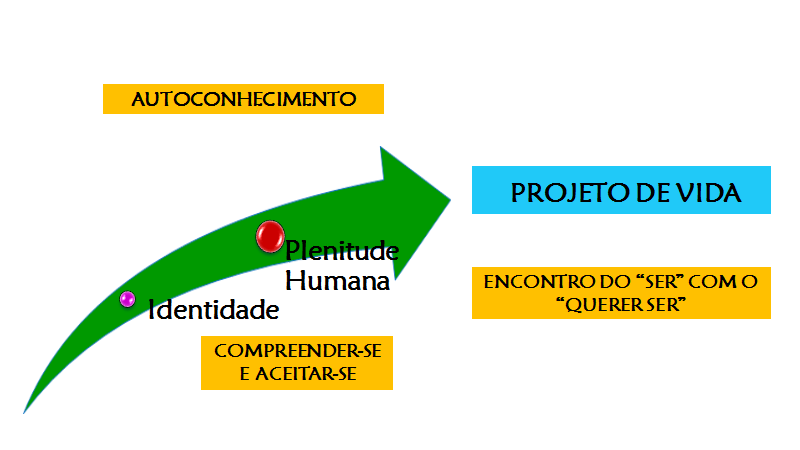 AUTOCONHECIMENTO
PROJETO DE VIDA
Plenitude
Humana
Identidade
ENCONTRO DO “SER” COM O
“QUERER SER”
COMPREENDER-SE
E ACEITAR-SE